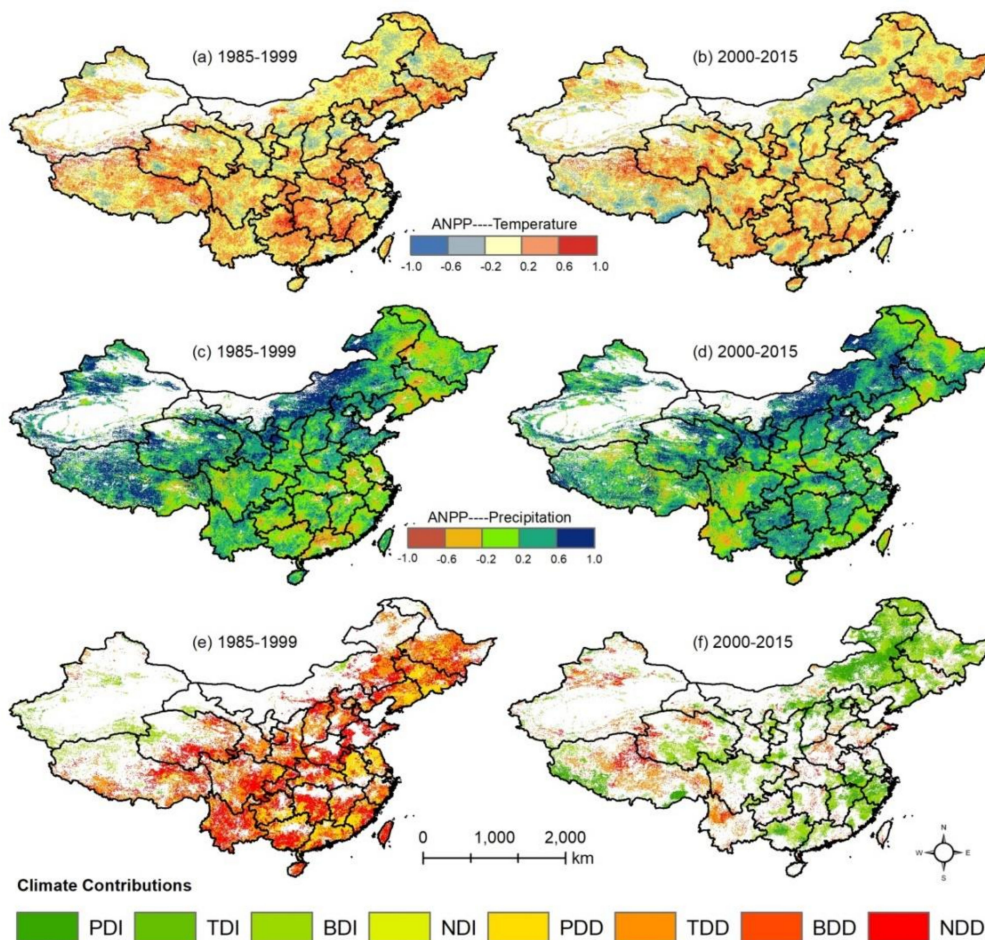 (a) 1985-1999
(b) 2000-2015
ANPP----Temperature
-1.0 -0.6 -0.2 0.2 0.6 1.0
(c) 1985-1999
(d) 2000-2015
ANPP----Precipitation
-1.0 -0.6 -0.2 0.2 0.6 1.0
(e) 1985-1999
(f) 2000-2015
0 1,000 2,000
km
N
W E
S
Climate Contributions
PDI TDI BDI NDI PDD TDD BDD NDD